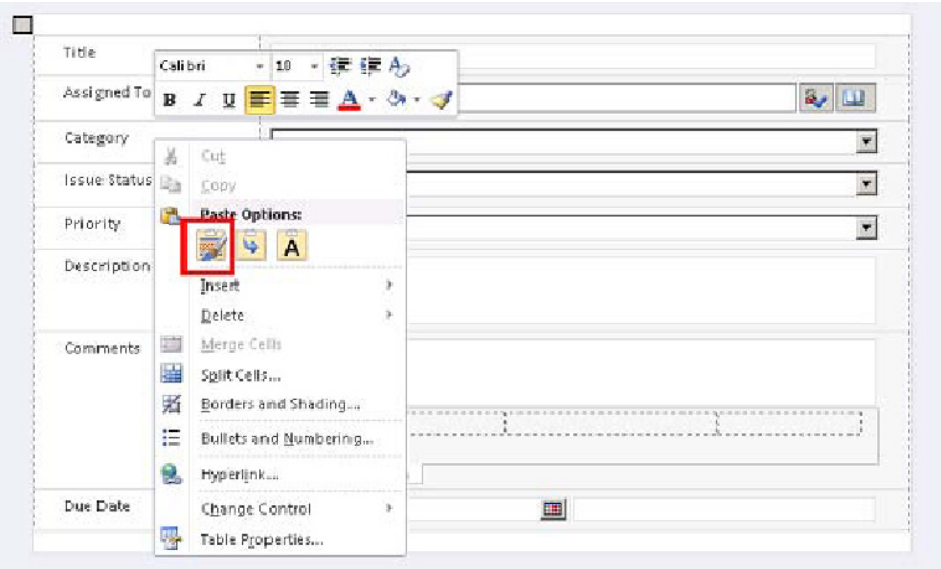 Title
Calibri 10
Assigned To
B I U A
Category
Cut
Issue Status
Copy
Paste Options:
Priority
A
Description
Insert
Delete
Comments
Merge Cells
Split Cells...
Borders and Shading...
Bullets and Numbering...
Hyperlink...
Due Date
Change Control
Table Properties...